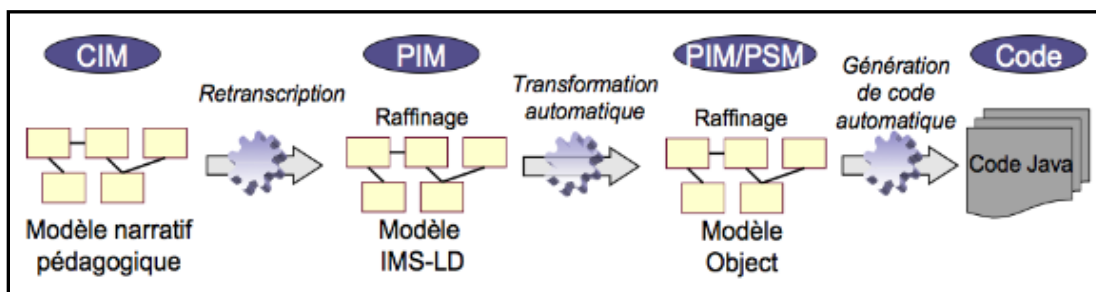 CIM
PIM
PIM/PSM
Code
Retranscription
Transformation
automatique
Génération
de code
automatique
Raffinage
Raffinage
Code Java
Modèle narratif
pédagogique
Modèle
IMS-LD
Modèle
Object